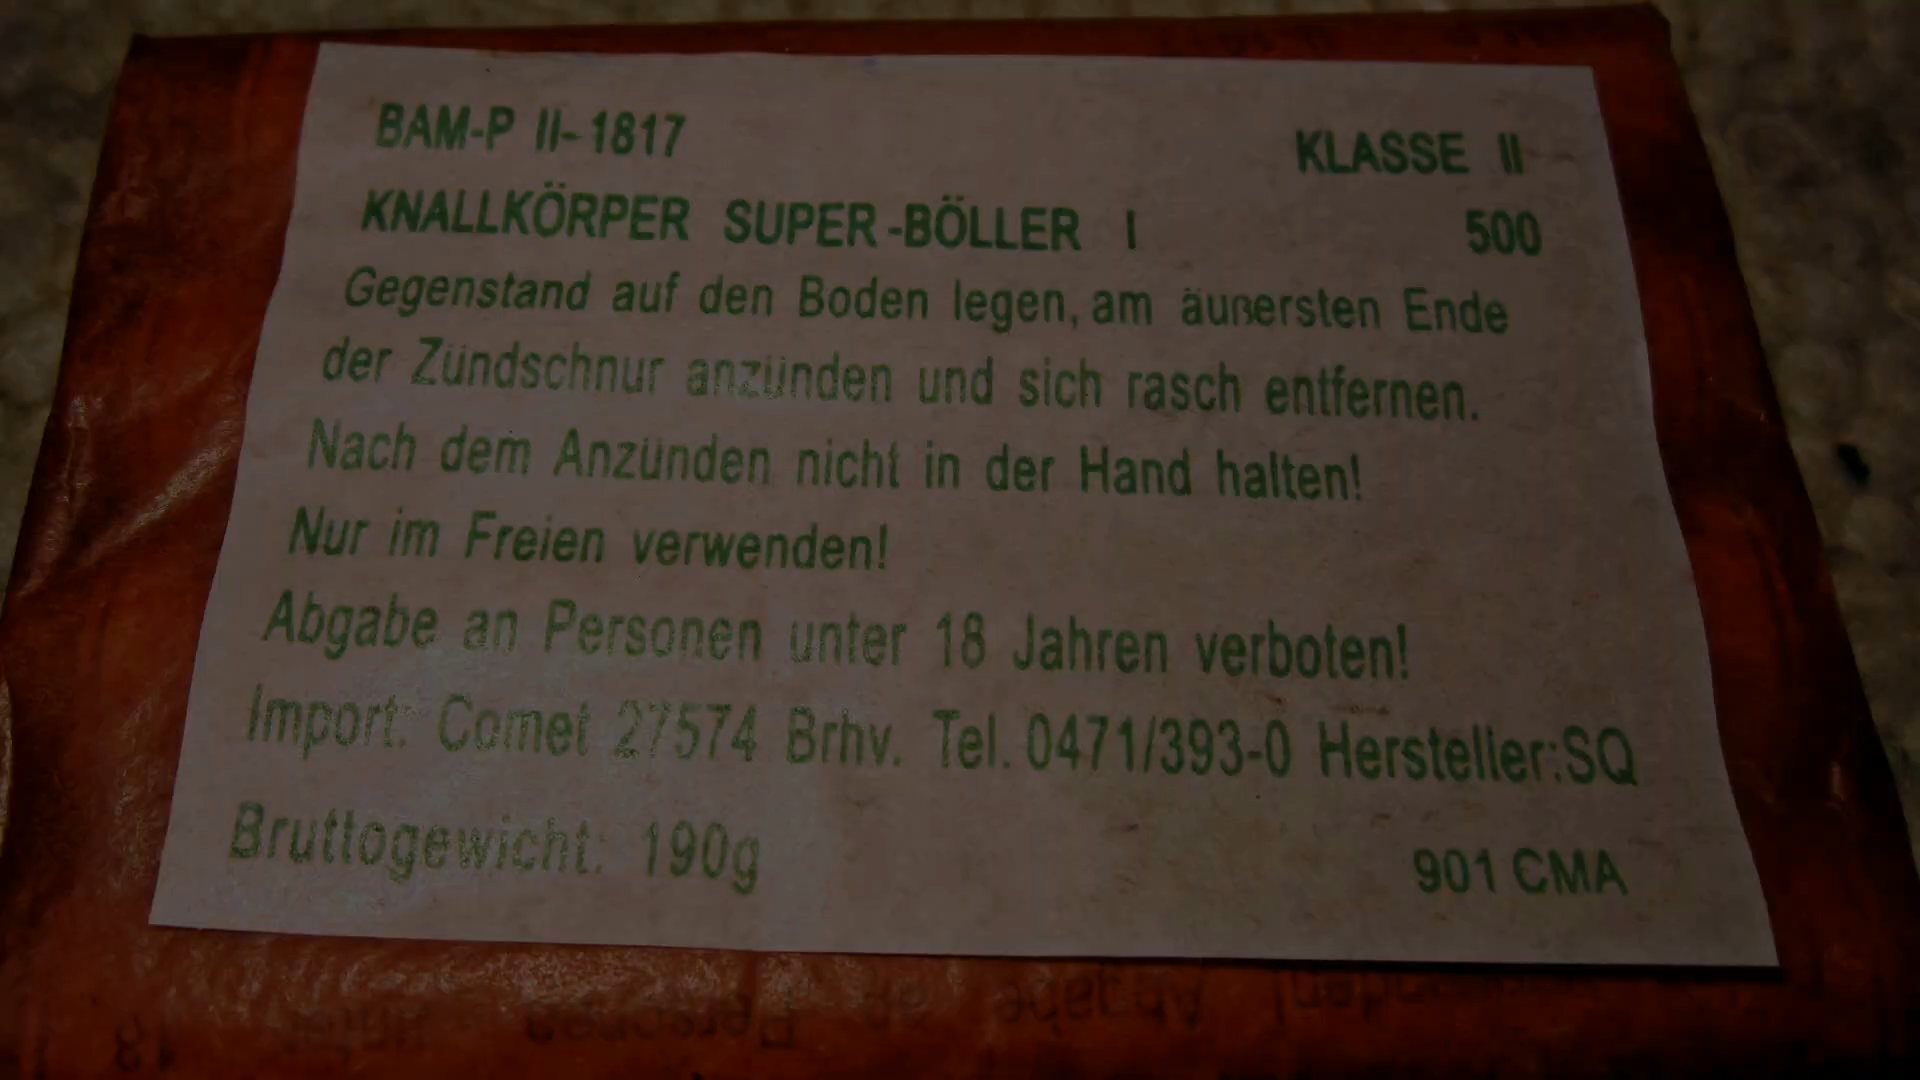 BAM-P II-1817 KLASSE II
KNALLKÖRPER SUPER-BÖLLER I 500
Gegenstand auf den Boden legen, am äußersten Ende
der Zündschnur anzünden und sich rasch entfernen.
Nach dem Anzünden nicht in der Hand halten!
Nur im Freien verwenden!
Abgabe an Personen unter 18 Jahren verboten!
Import: Comet 27574 Brhv. Tel. 0471/393-0 Hersteller:SQ
Bruttogewicht: 190g 901 CMA